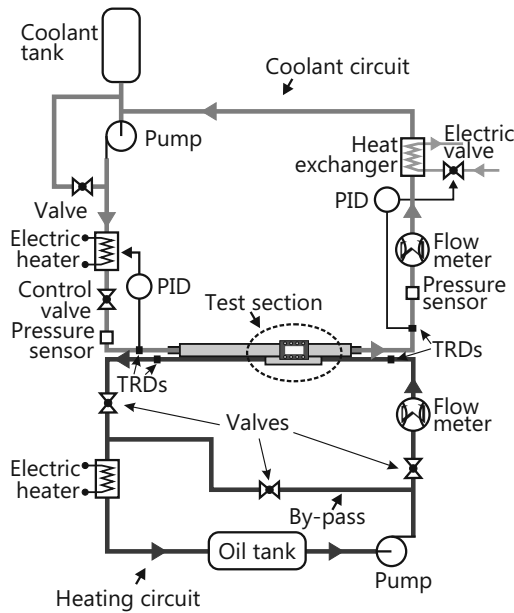 Coolant
tank
Coolant circuit
Pump
Heat
exchanger
Electric
valve
Valve
PID
Electric
heater
Flow
meter
PID
Control
valve
Test section
Pressure
sensor
Pressure
sensor
TRDs
TRDs
Valves
Flow
meter
Electric
heater
By-pass
Oil tank
Pump
Heating circuit